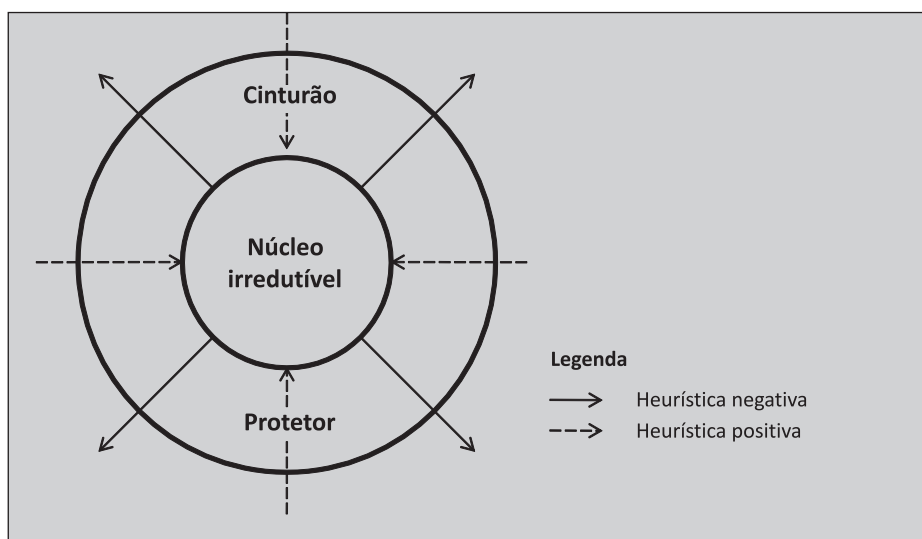 Cinturão
Núcleo
irredutível
Protetor
Legenda
Heurística negativa
Heurística positiva